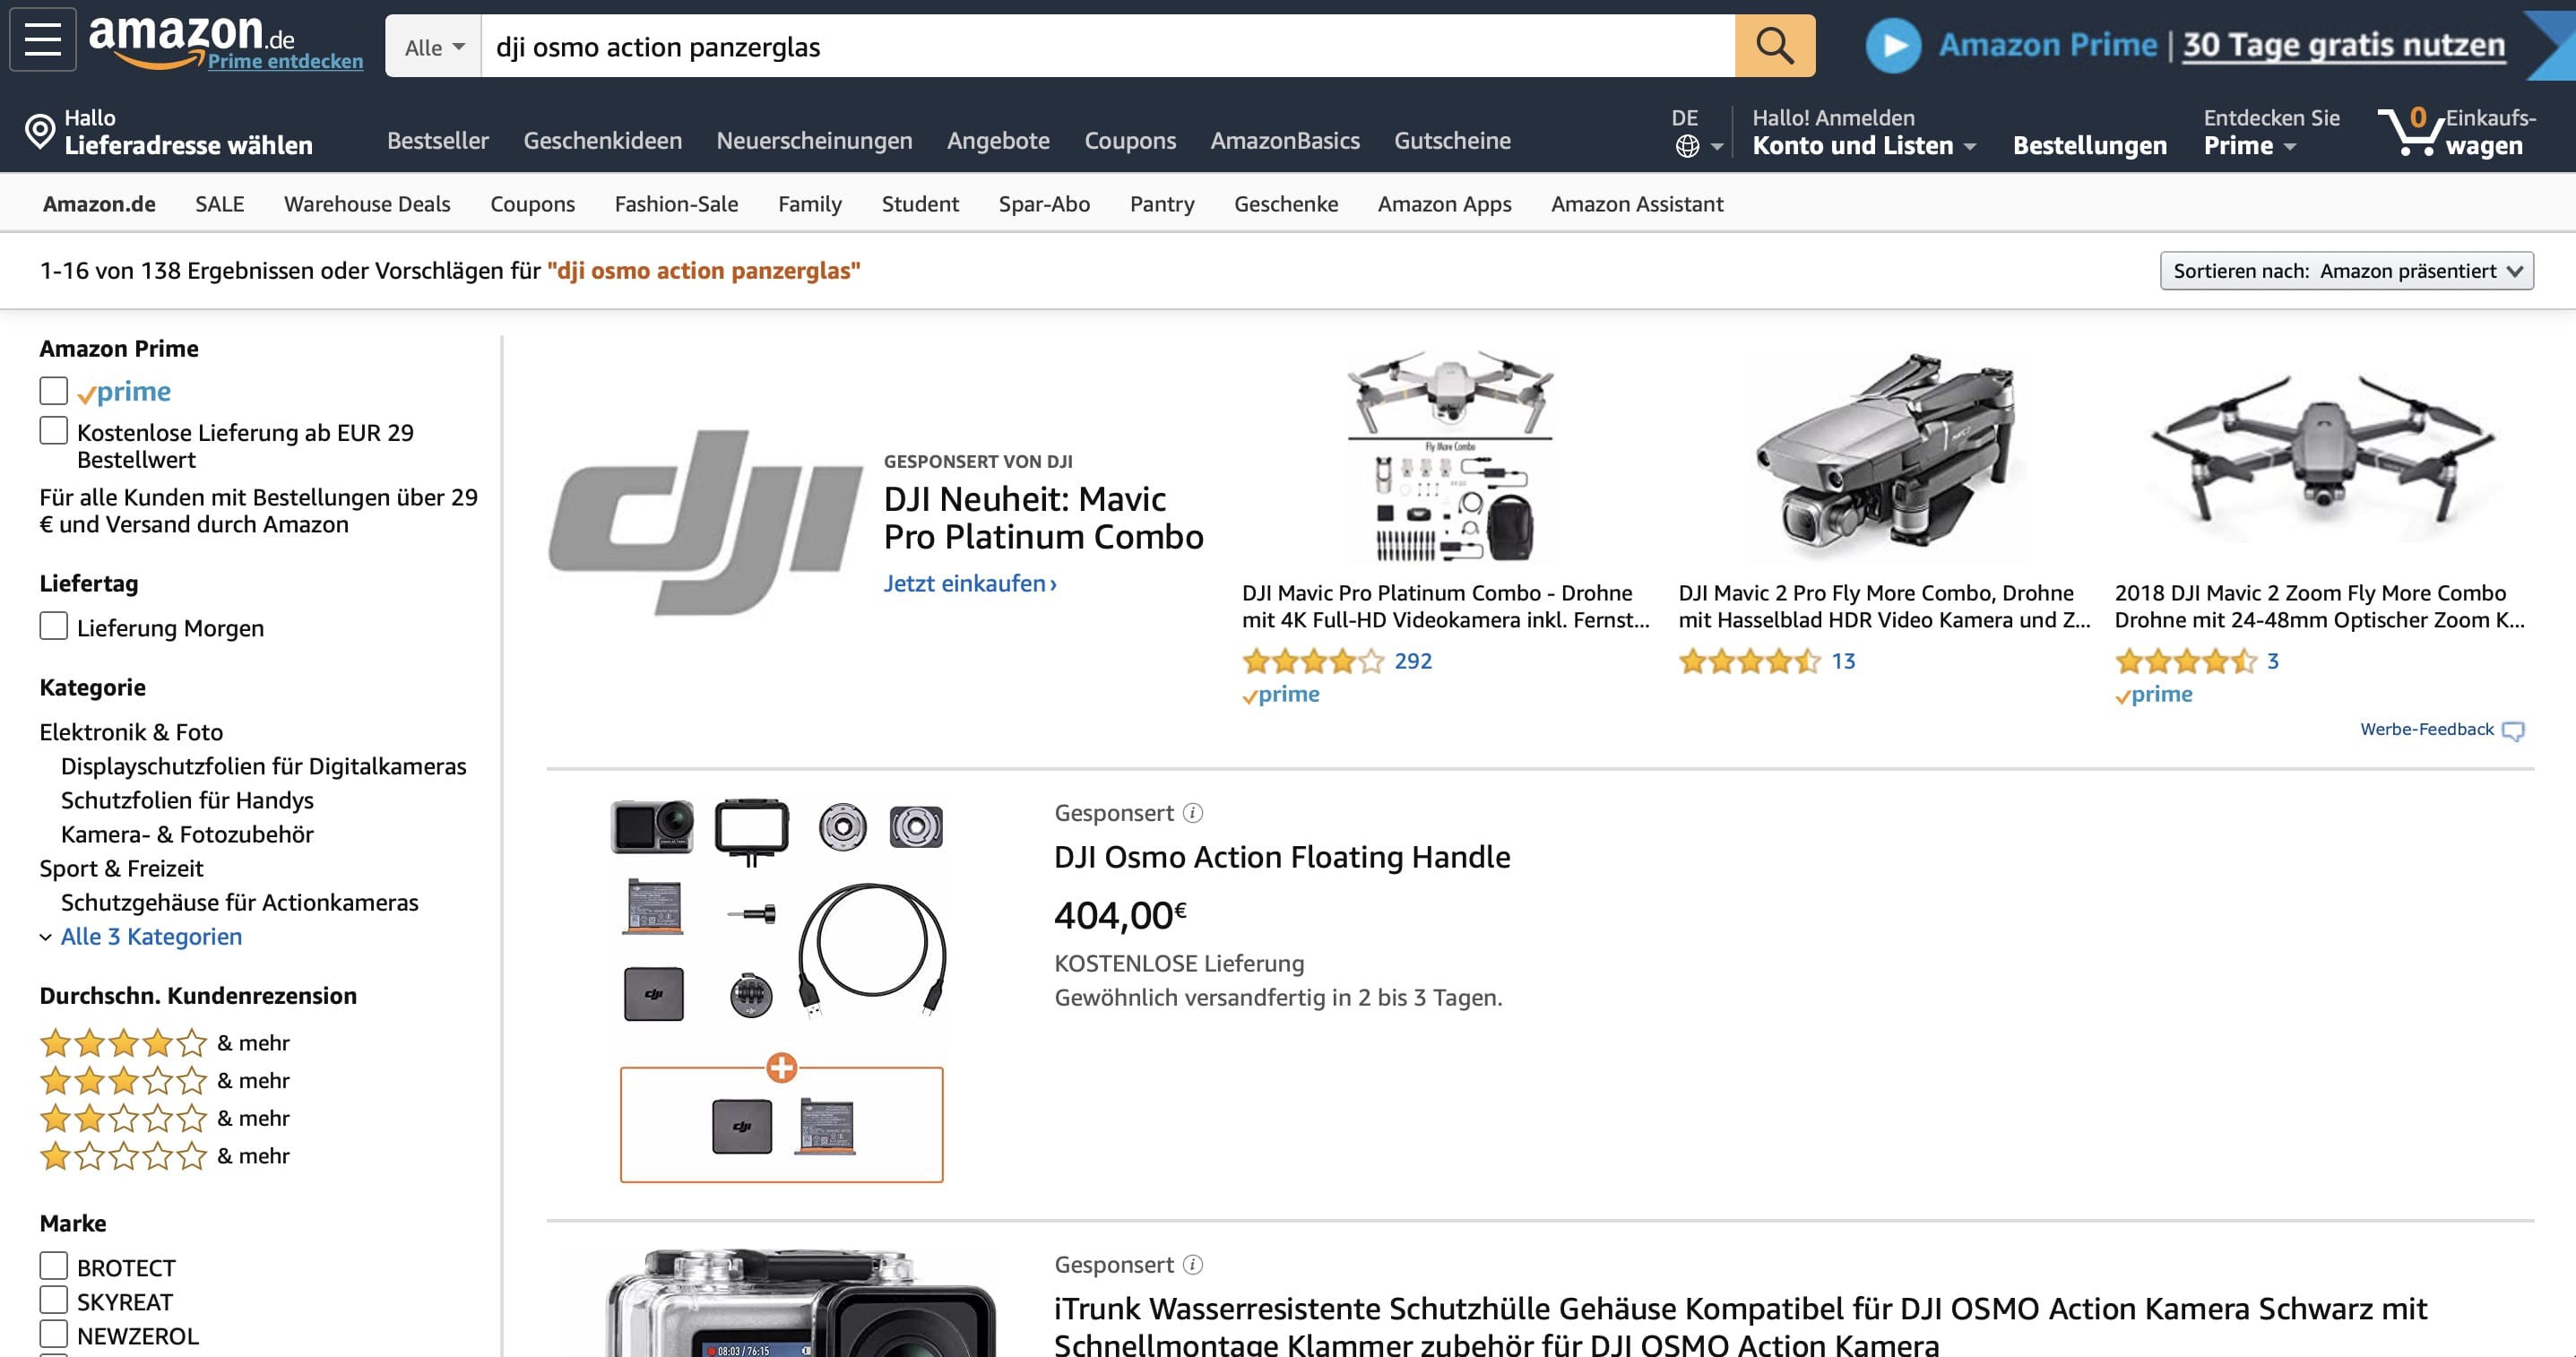 amazon.de
Prime entdecken
Alle
dji osmo action panzerglas
Amazon Prime | 30 Tage gratis nutzen
Hallo
Lieferadresse wählen
Bestseller
Geschenkideen
Neuerscheinungen
Angebote
Coupons
AmazonBasics
Gutscheine
DE
Hallo! Anmelden
Konto und Listen
Bestellungen
Entdecken Sie
Prime
0
Einkaufs-
wagen
Amazon.de
SALE
Warehouse Deals
Coupons
Fashion-Sale
Family
Student
Spar-Abo
Pantry
Geschenke
Amazon Apps
Amazon Assistant
1-16 von 138 Ergebnissen oder Vorschlägen für "dji osmo action panzerglas"
Sortieren nach: Amazon präsentiert
Amazon Prime
prime
Kostenlose Lieferung ab EUR 29
Bestellwert
Für alle Kunden mit Bestellungen über 29
€ und Versand durch Amazon
Liefertag
Lieferung Morgen
Kategorie
Elektronik & Foto
Displayschutzfolien für Digitalkameras
Schutzfolien für Handys
Kamera- & Fotozubehör
Sport & Freizeit
Schutzgehäuse für Actionkameras
Alle 3 Kategorien
Durchschn. Kundenrezension
& mehr
& mehr
& mehr
& mehr
Marke
BROTECT
SKYREAT
NEWZEROL
dji
GESPONSERT VON DJI
DJI Neuheit: Mavic
Pro Platinum Combo
Jetzt einkaufen›
Fly More Combo
DJI Mavic Pro Platinum Combo - Drohne
mit 4K Full-HD Videokamera inkl. Fernst...
292
prime
DJI Mavic 2 Pro Fly More Combo, Drohne
mit Hasselblad HDR Video Kamera und Z...
13
2018 DJI Mavic 2 Zoom Fly More Combo
Drohne mit 24-48mm Optischer Zoom K...
3
prime
Werbe-Feedback
dji
dji
Gesponsert
DJI Osmo Action Floating Handle
404,00€
KOSTENLOSE Lieferung
Gewöhnlich versandfertig in 2 bis 3 Tagen.
08:03 / 76:15
Gesponsert
iTrunk Wasserresistente Schutzhülle Gehäuse Kompatibel für DJI OSMO Action Kamera Schwarz mit
Schnellmontage Klammer zubehör für DJI OSMO Action Kamera